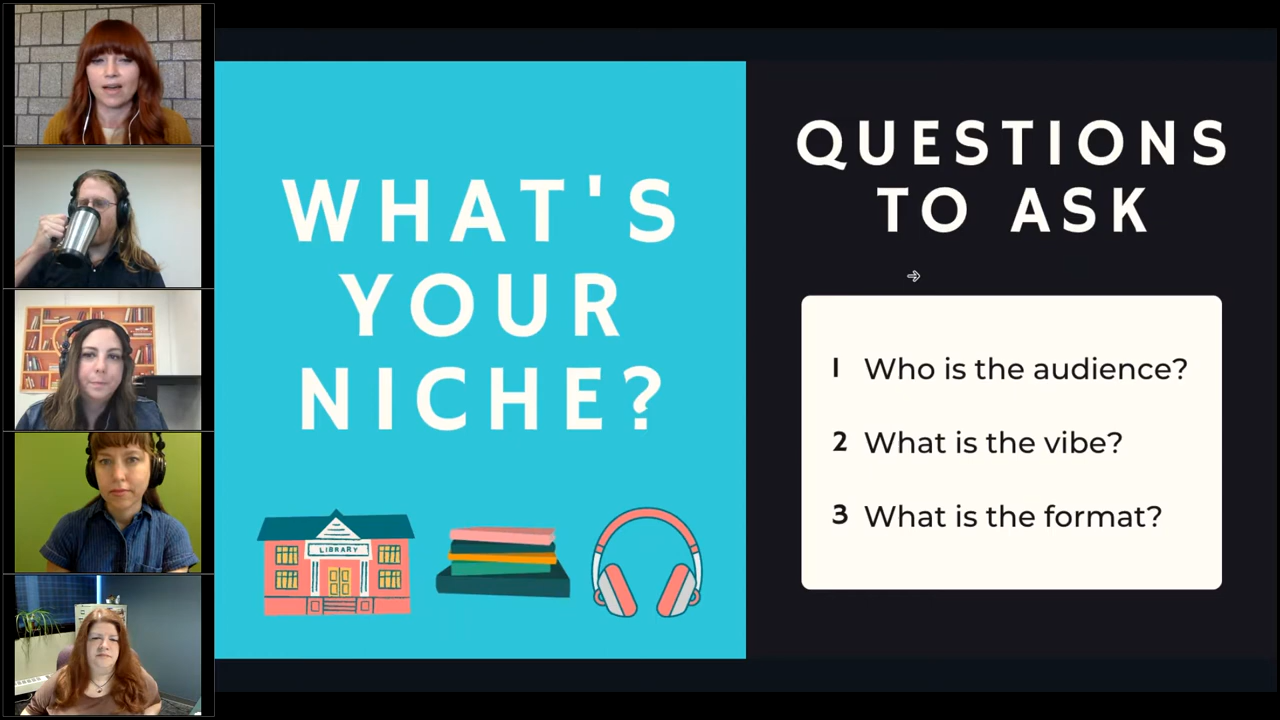 WHAT'S
YOUR
NICHE?
LIBRARY
QUESTIONS
TO ASK
1 Who is the audience?
2 What is the vibe?
3 What is the format?